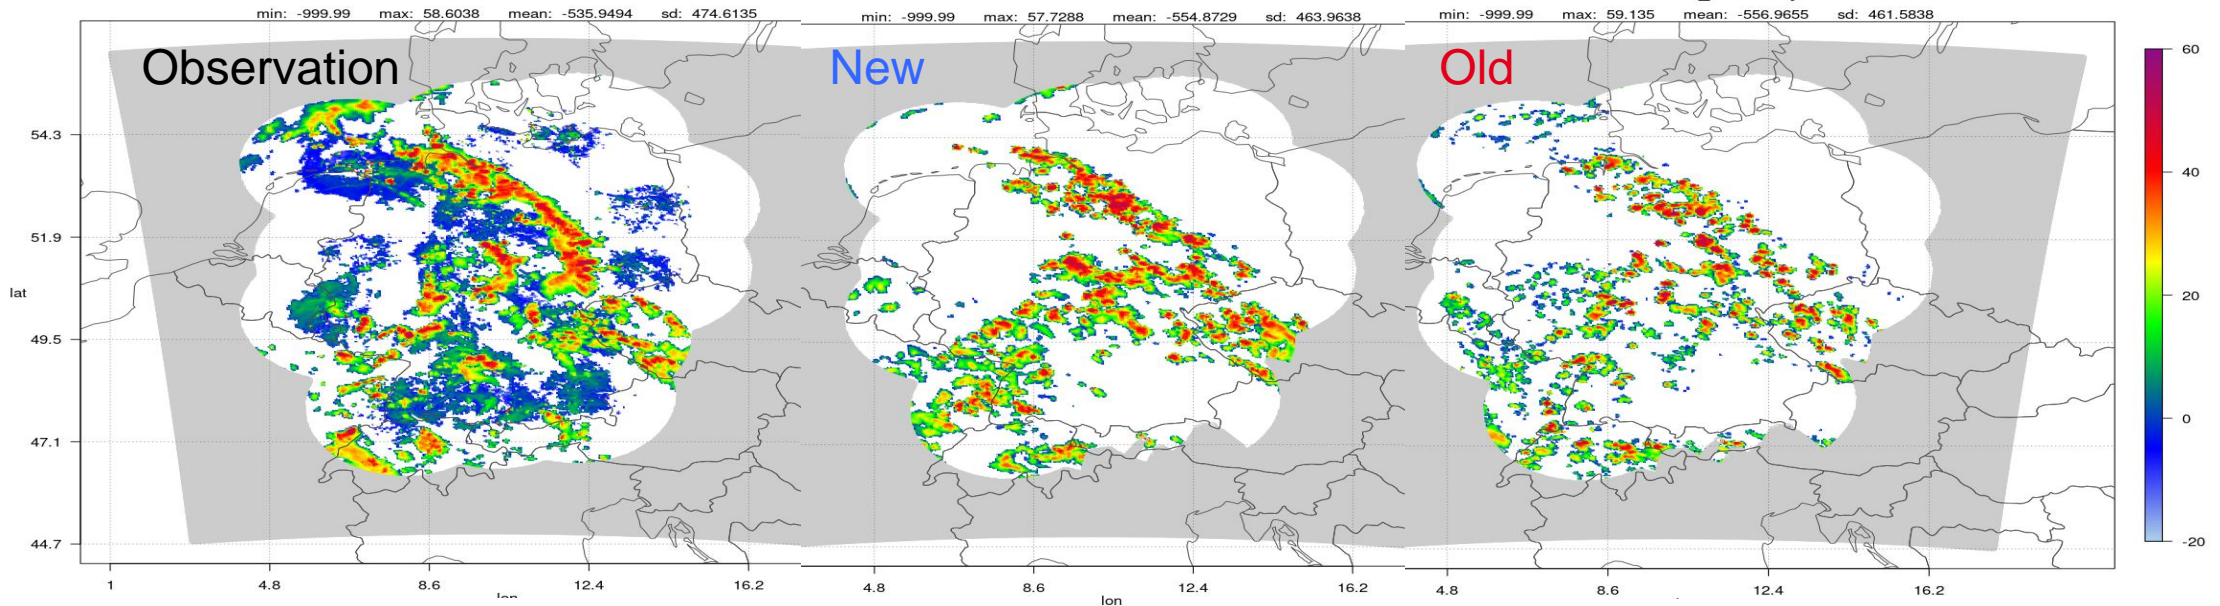 min: -999.99 max: 58.6038 mean: -535.9494 sd: 474.6135
min: -999.99 max: 57.7288 mean: -554.8729 sd: 463.9638
min: -999.99 max: 59.135 mean: -556.9655 sd: 461.5838
Observation
New
Old
60
40
20
0
-20
54.3
51.9
49.5
47.1
44.7
lat
1 4.8 8.6 12.4 16.2
4.8 8.6 12.4 16.2
4.8 8.6 12.4 16.2
lon
lon